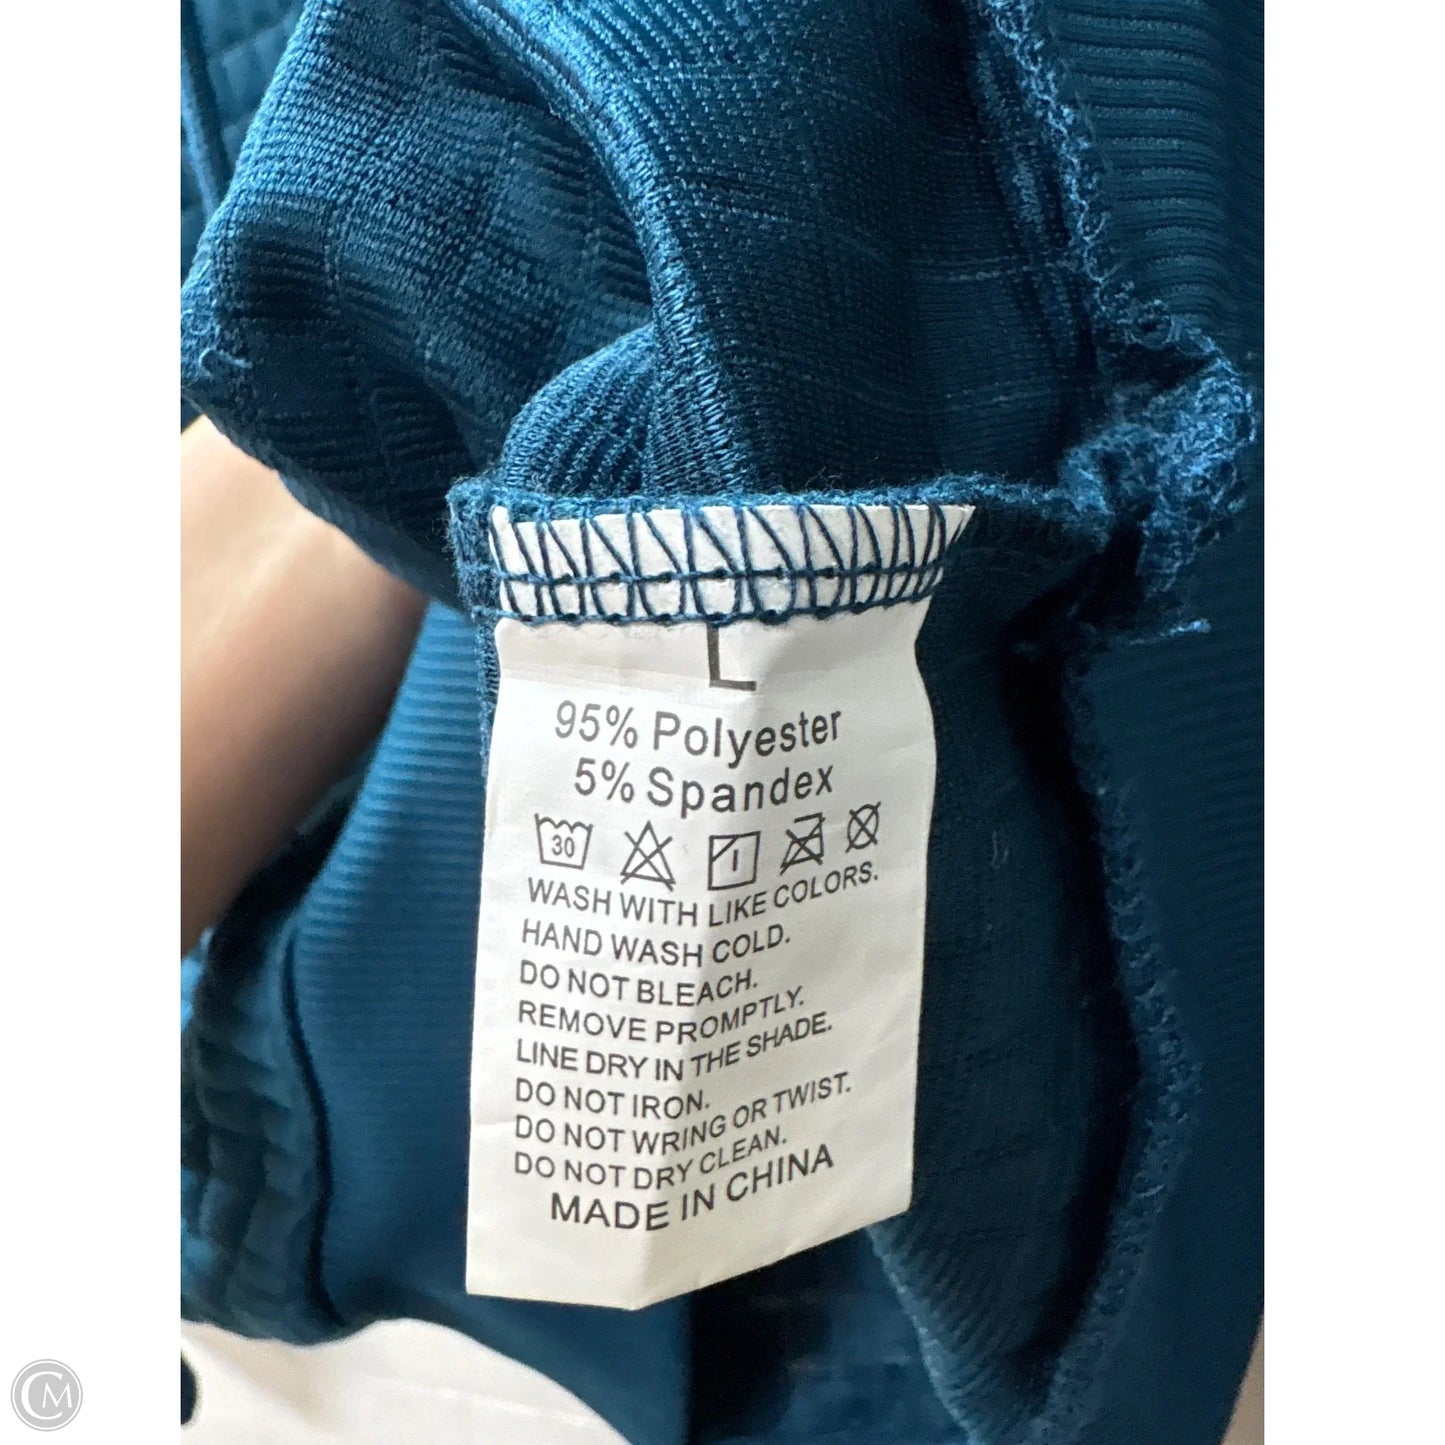 L
95% Polyester
5% Spandex
30
WASH WITH LIKE COLORS.
HAND WASH COLD.
DO NOT BLEACH.
REMOVE PROMPTLY.
LINE DRY IN THE SHADE.
DO NOT IRON.
DO NOT WRING OR TWIST.
DO NOT DRY CLEAN.
MADE IN CHINA
CM